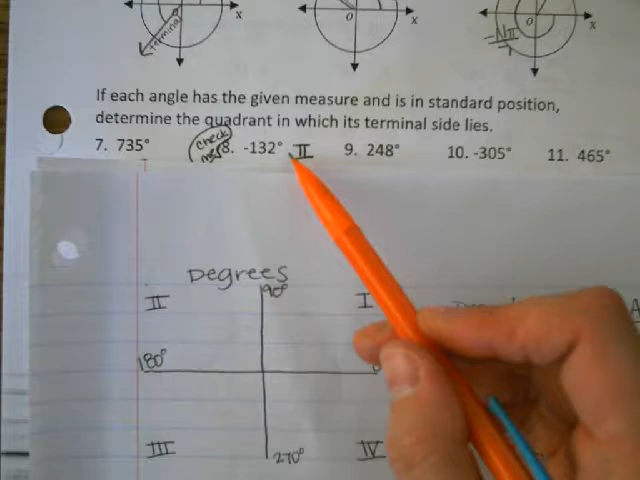 Terminal
x
o
x
o
x
If each angle has the given measure and is in standard position,
determine the quadrant in which its terminal side lies.
7. 735° check me 8. -132° II 9. 248° 10. -305° 11. 465°
I
Degrees
90°
II I
180°
III IV
270°